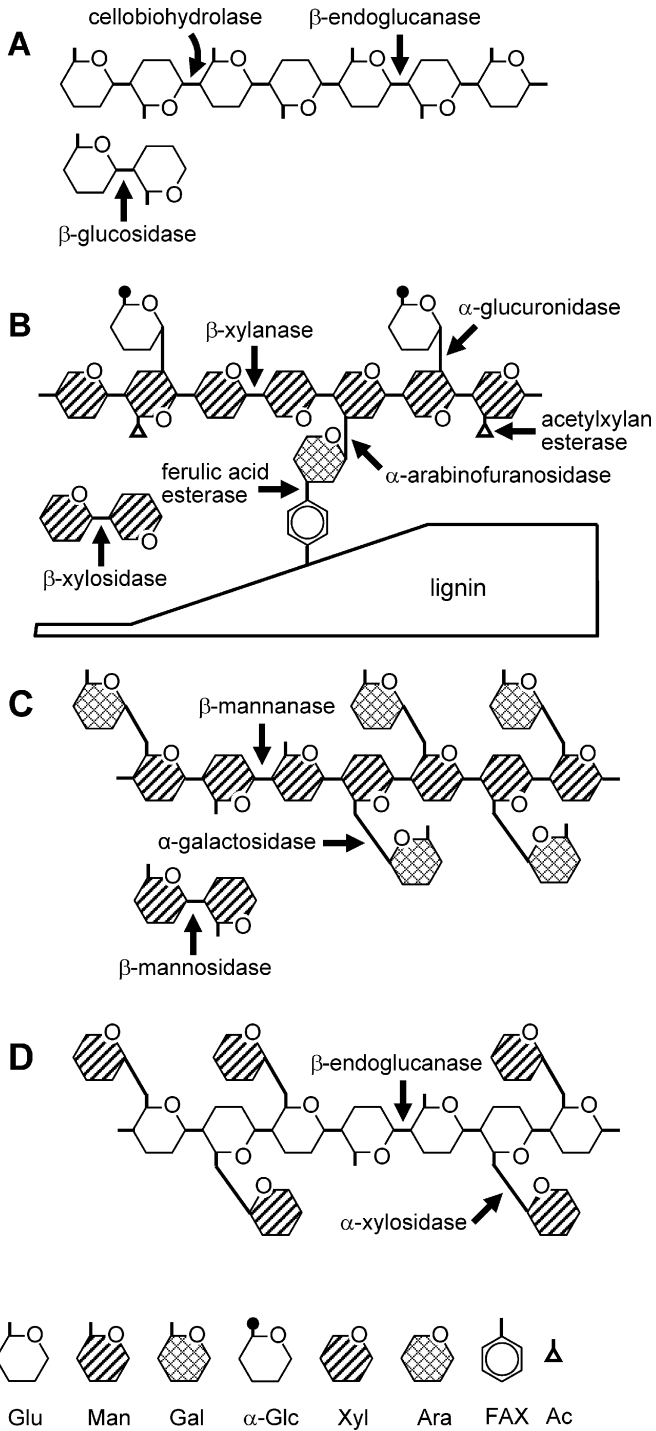 A
cellobiohydrolase
β-endoglucanase
O O O O O O O
O O
β-glucosidase
B
O O
β-xylanase
α-glucuronidase
O O O O O O O
acetylxylan
esterase
O
ferulic acid
esterase
α-arabinofuranosidase
O O
β-xylosidase
lignin
C
O O O
β-mannanase
O O O O O O O
α-galactosidase
O O
O O
β-mannosidase
D
O O O
β-endoglucanase
O O O O O O O
O O
α-xylosidase
O O O O O O
Glu Man Gal α-Glc Xyl Ara FAX Ac